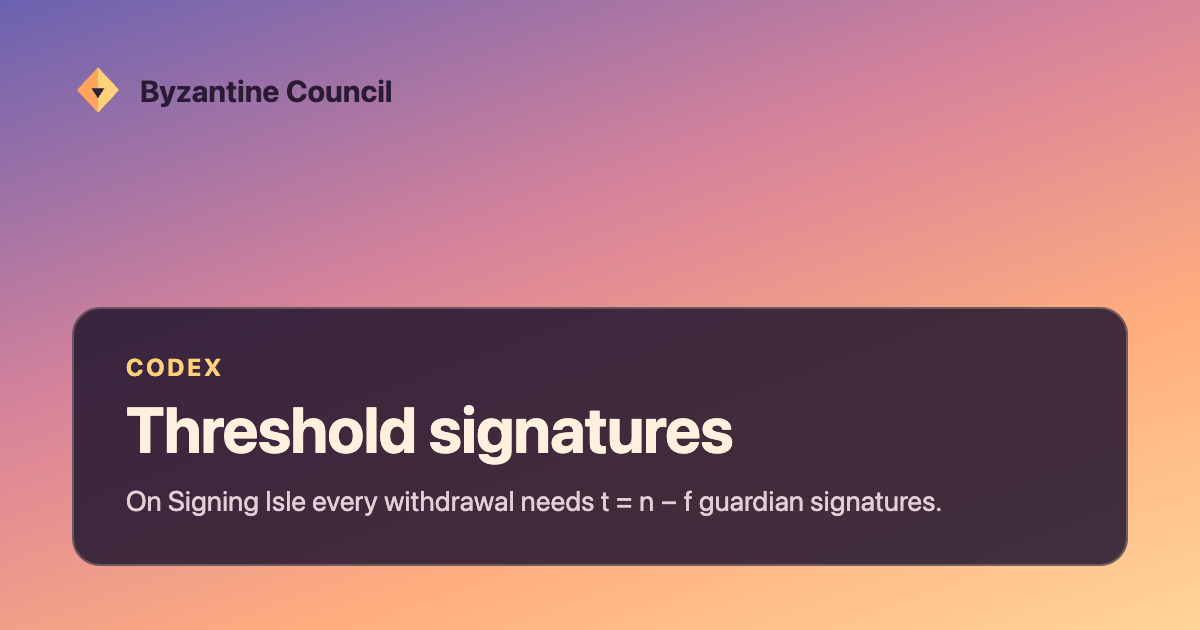 Byzantine Council
CODEX
Threshold signatures
On Signing Isle every withdrawal needs t = n – f guardian signatures.